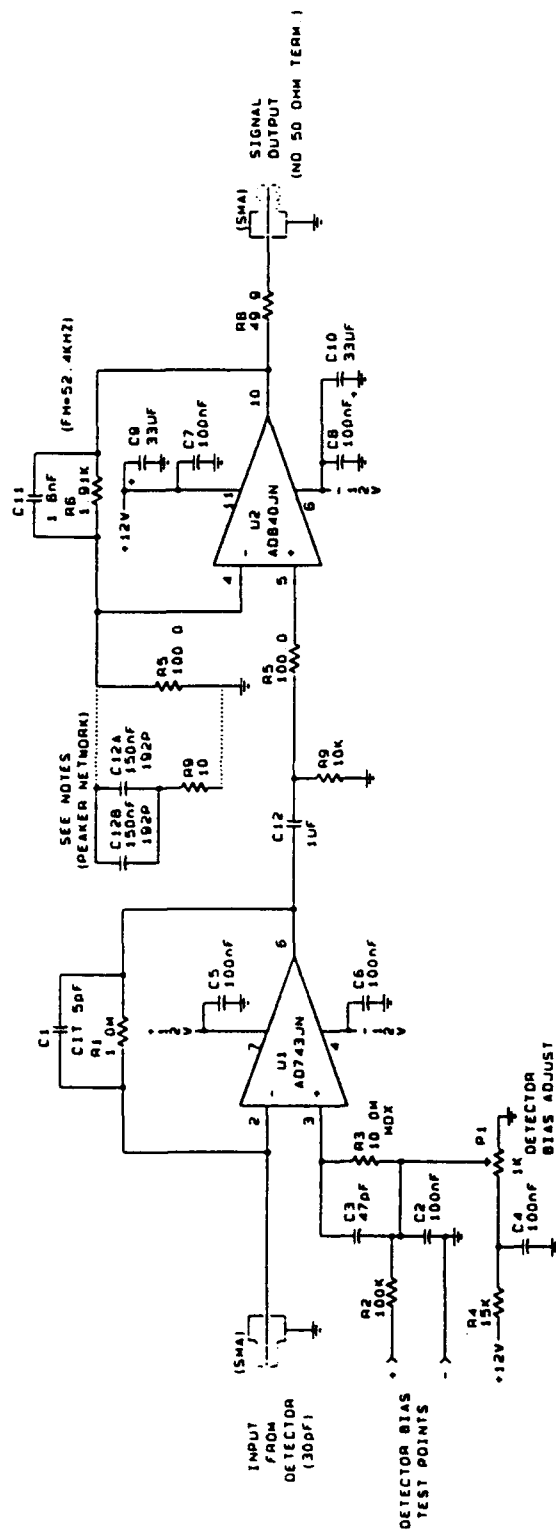 INPUT
FROM
DETECTOR
(30pF)
(SMA)
C1
C1T 5pF
R1
1 0M
2
3
U1
AD743JN
-
+
7
+12V
C5
100nF
6
4
-12V
C6
100nF
C3
47pF
R3
10 0M
MOX
R2
100K
C2
100nF
+
-
DETECTOR BIAS
TEST POINTS
+12V
R4
15K
C4
100nF
P1
1K
DETECTOR
BIAS ADJUST
C12
1UF
R9
10K
SEE NOTES
(PEAKER NETWORK)
C12B
150nF
192P
C12A
150nF
192P
R9
10
R5
100 0
R5
100 0
C11
1 8nF
R6
1 91K
(FH=52.4KHZ)
4
5
-
+
U2
AD840JN
11
+12V
+
C9
33UF
C7
100nF
10
6
-12V
C8
100nF
+
C10
33UF
R8
49 9
(SMA)
SIGNAL
OUTPUT
(NO 50 OHM TERM.)